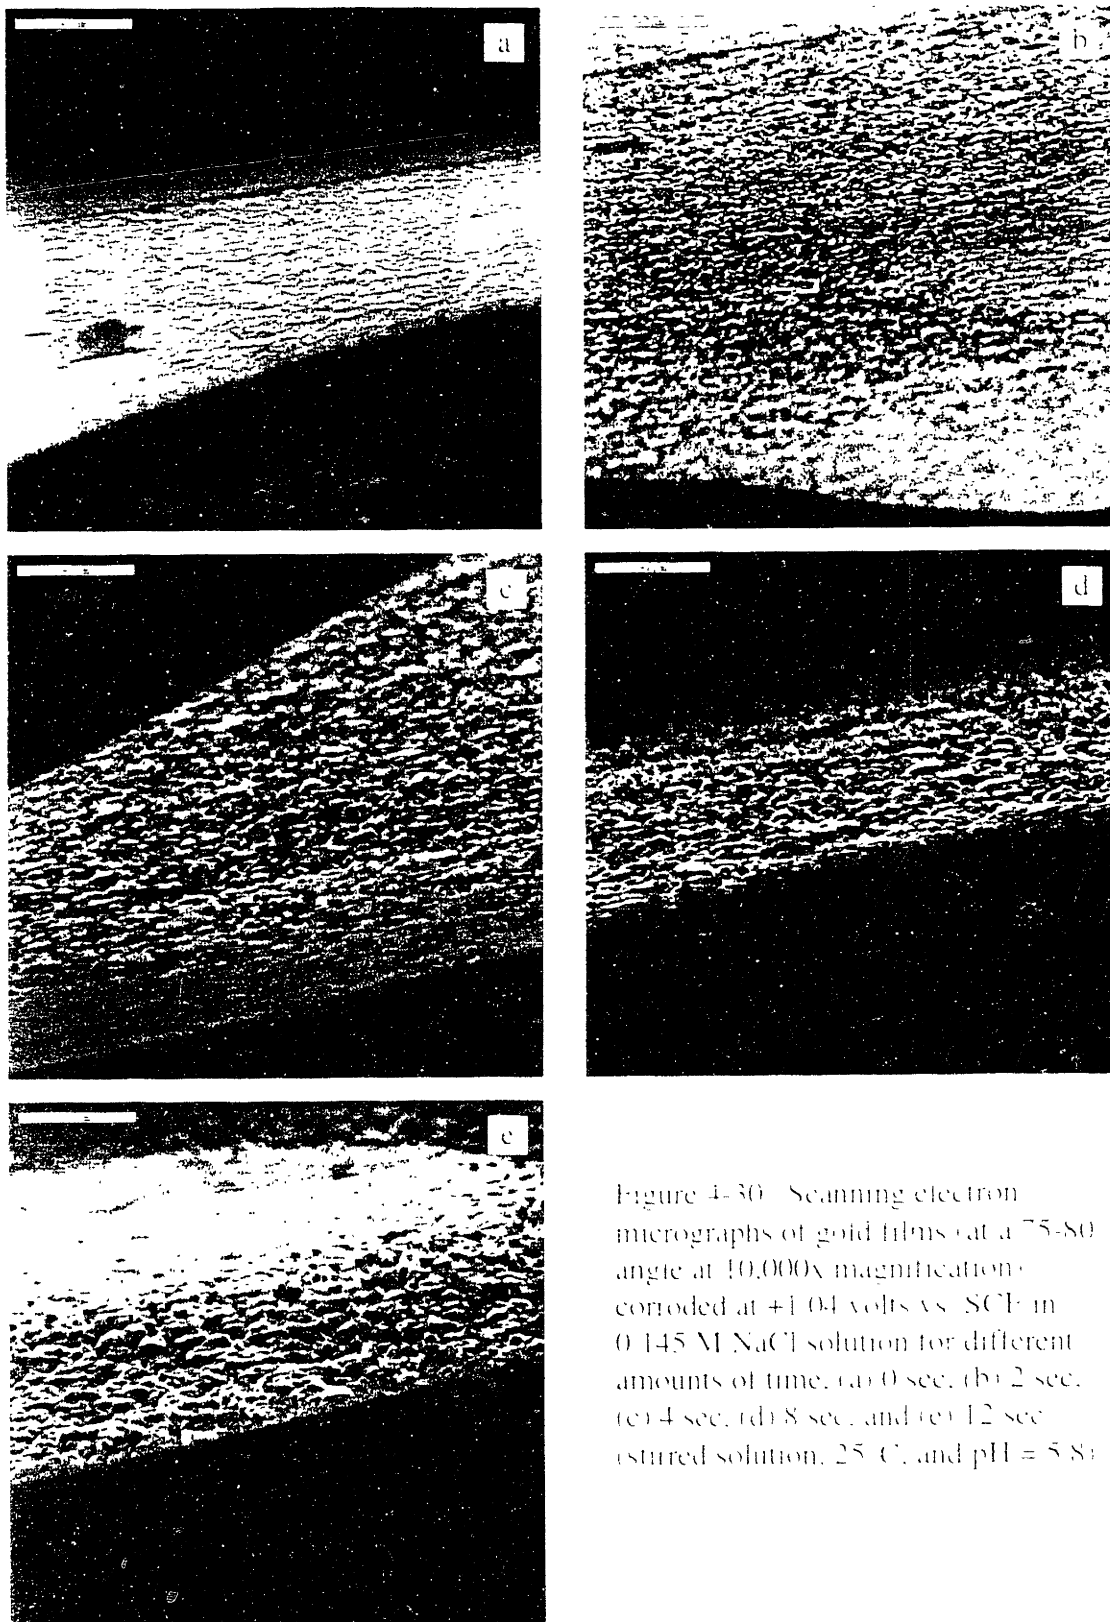 a
b
c
d
e
Figure 4-30 Scanning electron
micrographs of gold films (at a 75-80
angle at 10,000x magnification)
corroded at +1.04 volts vs. SCE in
0.145 M NaCl solution for different
amounts of time, (a) 0 sec, (b) 2 sec,
(c) 4 sec, (d) 8 sec, and (e) 12 sec
(stirred solution, 25 C, and pH = 5.8)